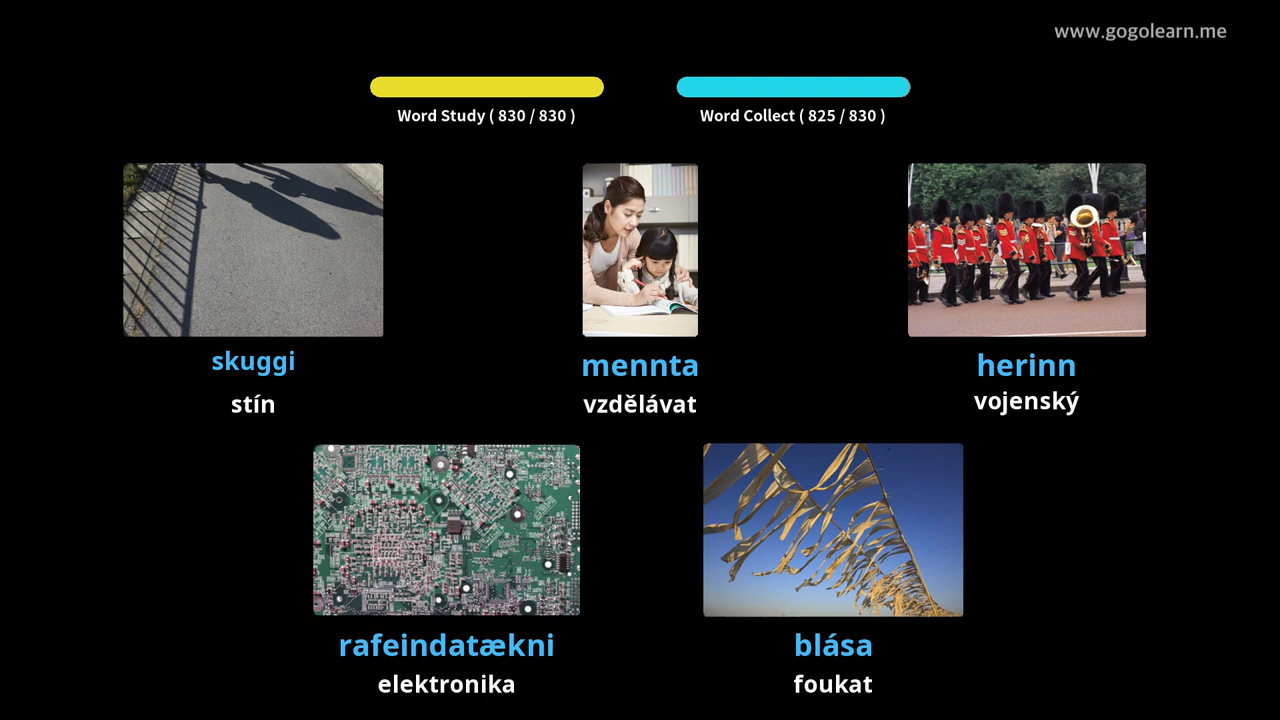 www.gogolearn.me
Word Study ( 830 / 830 )
Word Collect ( 825 / 830 )
skuggi
stín
mennta
vzdělávat
herinn
vojenský
rafeindatækni
elektronika
blása
foukat